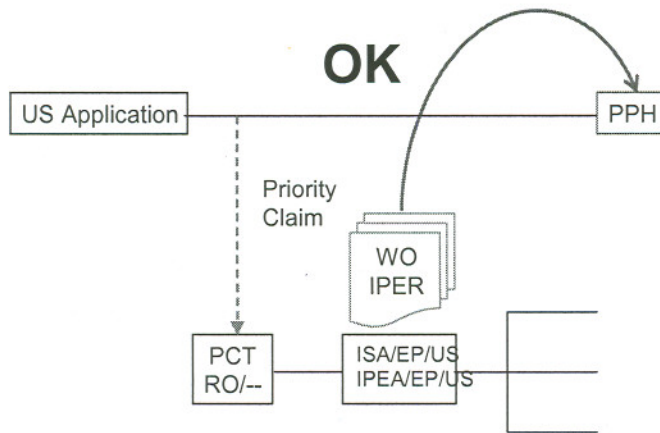 OK
US Application
PPH
Priority
Claim
WO
IPER
PCT
RO/--
ISA/EP/US
IPEA/EP/US